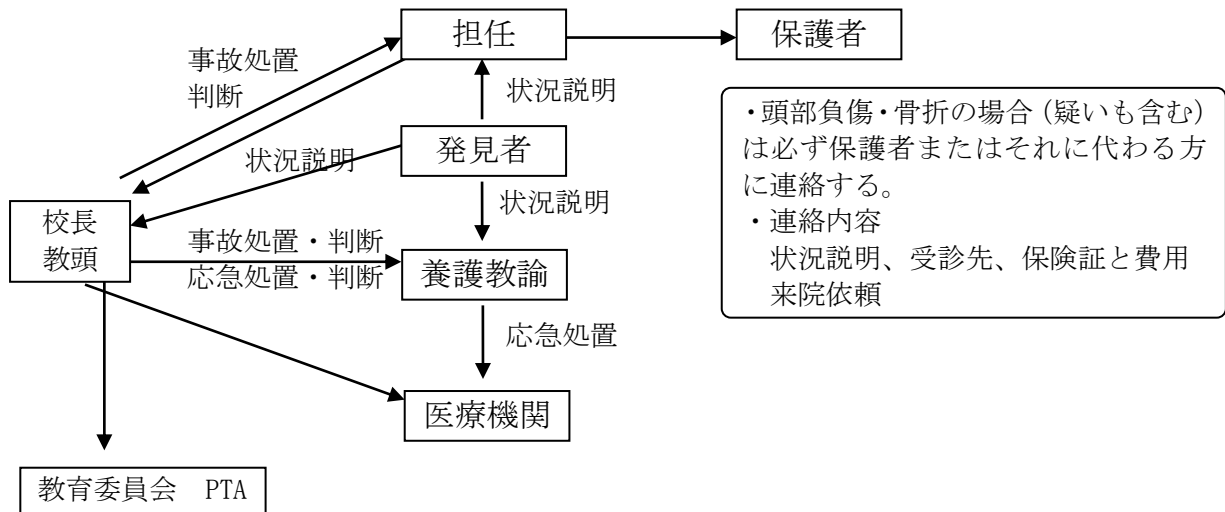 担任
保護者
事故処置
判断
状況説明
・頭部負傷・骨折の場合（疑いも含む）
は必ず保護者またはそれに代わる方
に連絡する。
・連絡内容
状況説明、受診先、保険証と費用
来院依頼
発見者
状況説明
状況説明
校長
教頭
事故処置・判断
応急処置・判断
養護教諭
応急処置
医療機関
教育委員会　PTA